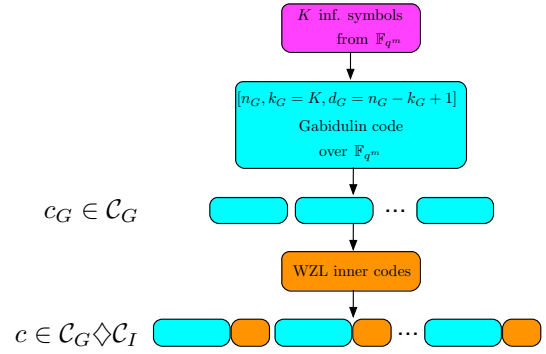 K inf. symbols
from 𝔽_{q^m}
[n_G, k_G = K, d_G = n_G − k_G + 1]
Gabidulin code
over 𝔽_{q^m}
c_G ∈ 𝒞_G
···
WZL inner codes
c ∈ 𝒞_G ◇ 𝒞_I
···